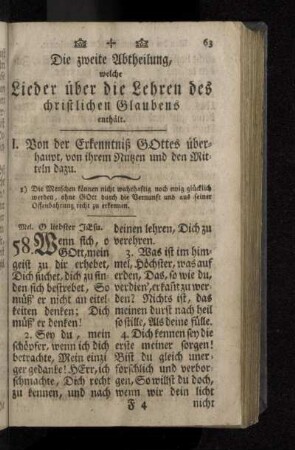 63
Die zweite Abtheilung,
welche
Lieder über die Lehren des
christlichen Glaubens
enthält.
I. Von der Erkenntniß GOttes über-
haupt, von ihrem Nutzen und den Mit-
teln dazu.
1) Die Menschen können nicht wahrhaftig noch ewig glücklich
werden, ohne GOtt durch die Vernunft und aus seiner
Offenbahrung recht zu erkennen.
Mel. O liebster JEsu.
58. Wenn sich, o
GOtt, mein
geist zu dir erhebet,
Dich suchet, dich zu fin-
den sich bestrebet, So
müß' er nicht an eitel-
keiten denken; Dich
müß' er denken!
2. Sey du, mein
schöpfer, wenn ich dich
betrachte, Mein einzi-
ger gedanke! HErr, ich
schmachte, Dich recht
zu kennen, und nach
deinen lehren, Dich zu
verehren.
3. Was ist im him-
mel, Höchster, was auf
erden, Das, so wie du,
verdien', erkañt zu wer-
den? Nichts ist, das
meinen durst nach heil
so stille, Als deine fülle.
4. Dich kennen sey die
erste meiner sorgen!
Bist du gleich uner-
forschlich und verbor-
gen, So willst du doch,
wenn wir dein licht
F 4
nicht